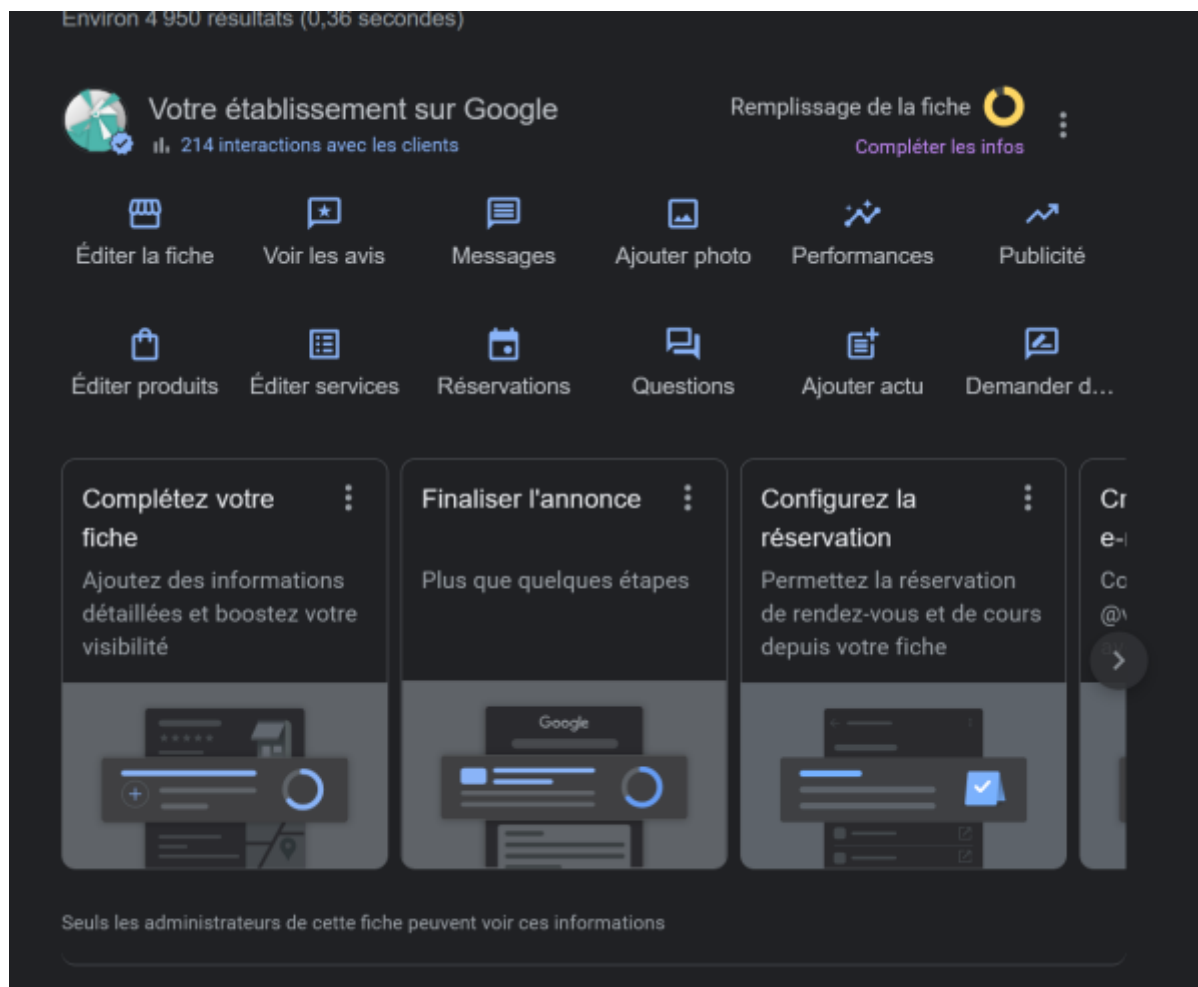 Environ 4 950 résultats (0,36 secondes)
Votre établissement sur Google
214 interactions avec les clients
Remplissage de la fiche
Compléter les infos
Éditer la fiche
Voir les avis
Messages
Ajouter photo
Performances
Publicité
Éditer produits
Éditer services
Réservations
Questions
Ajouter actu
Demander d…
Complétez votre
fiche
Ajoutez des informations
détaillées et boostez votre
visibilité
Finaliser l'annonce
Plus que quelques étapes
Google
Configurez la
réservation
Permettez la réservation
de rendez-vous et de cours
depuis votre fiche
Seuls les administrateurs de cette fiche peuvent voir ces informations